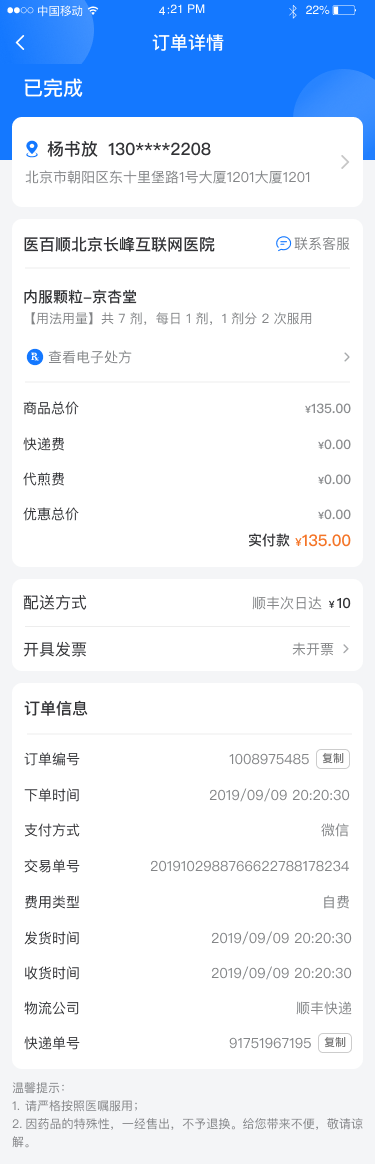 中国移动 4:21 PM 22%
订单详情
已完成
杨书放 130****2208
北京市朝阳区东十里堡路1号大厦1201大厦1201
医百顺北京长峰互联网医院 联系客服
内服颗粒-京杏堂
【用法用量】共 7 剂，每日 1 剂，1 剂分 2 次服用
R 查看电子处方
商品总价 ¥135.00
快递费 ¥0.00
代煎费 ¥0.00
优惠总价 ¥0.00
实付款 ¥135.00
配送方式 顺丰次日达 ¥10
开具发票 未开票
订单信息
订单编号 1008975485 复制
下单时间 2019/09/09 20:20:30
支付方式 微信
交易单号 2019102988766622788178234
费用类型 自费
发货时间 2019/09/09 20:20:30
收货时间 2019/09/09 20:20:30
物流公司 顺丰快递
快递单号 91751967195 复制
温馨提示：
1. 请严格按照医嘱服用；
2. 因药品的特殊性，一经售出，不予退换。给您带来不便，敬请谅
解。